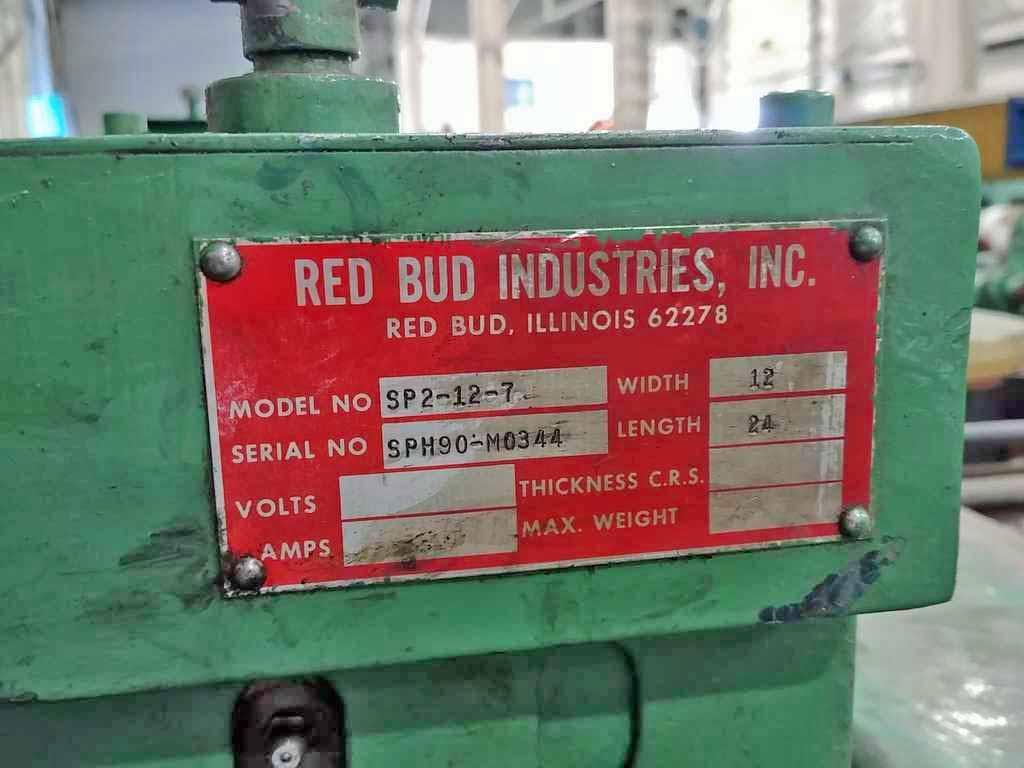 RED BUD INDUSTRIES, INC.
RED BUD, ILLINOIS 62278
MODEL NO SP2-12-7
SERIAL NO SPH90-M0344
VOLTS
AMPS
WIDTH 12
LENGTH 24
THICKNESS C.R.S.
MAX. WEIGHT